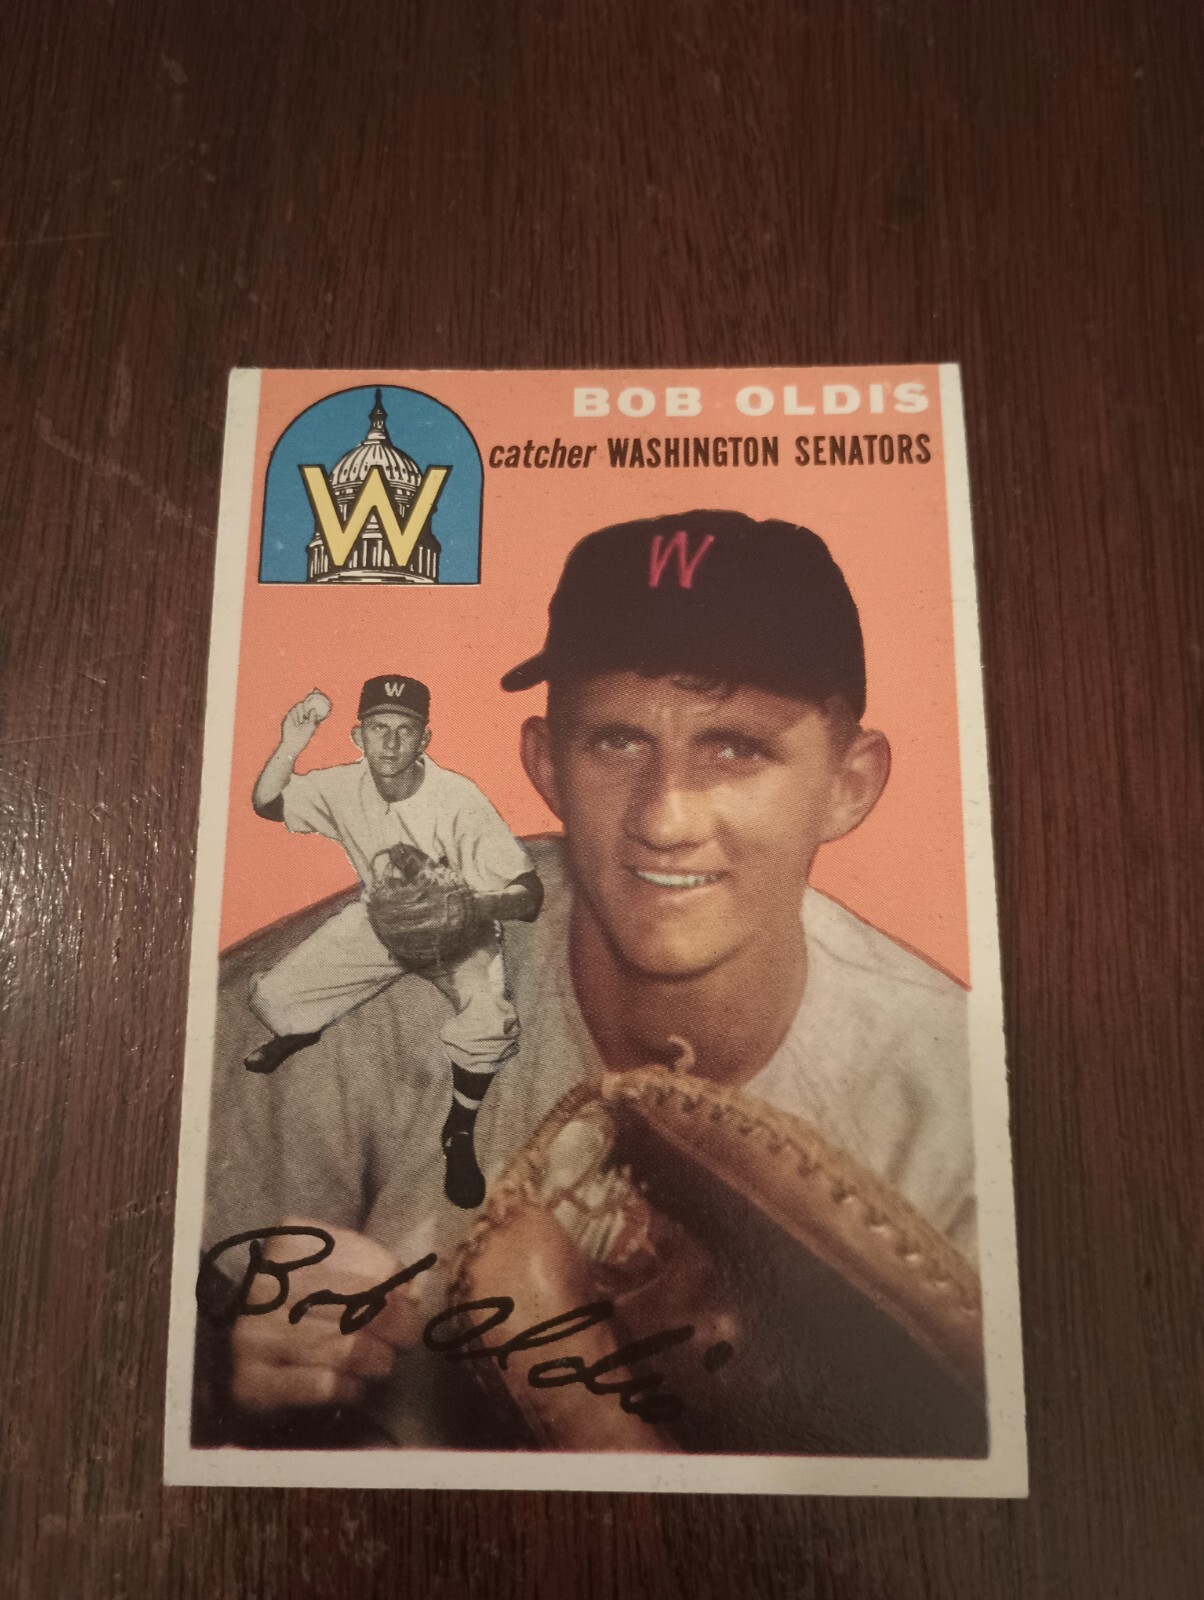 BOB OLDIS
catcher WASHINGTON SENATORS
W
W
W
Bob Oldis